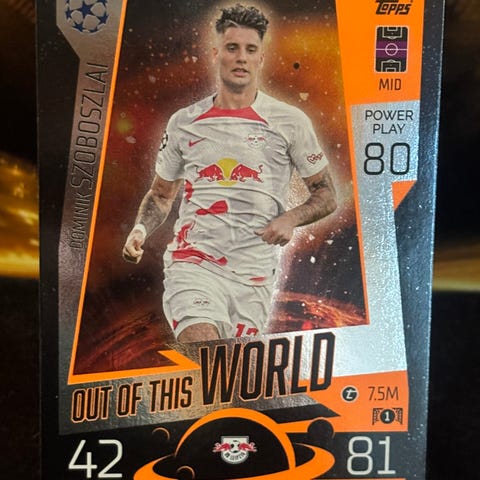 Topps
MID
POWER
PLAY
80
DOMINIK SZOBOSZLAI
OUT OF THIS WORLD
7.5M
1
42
81